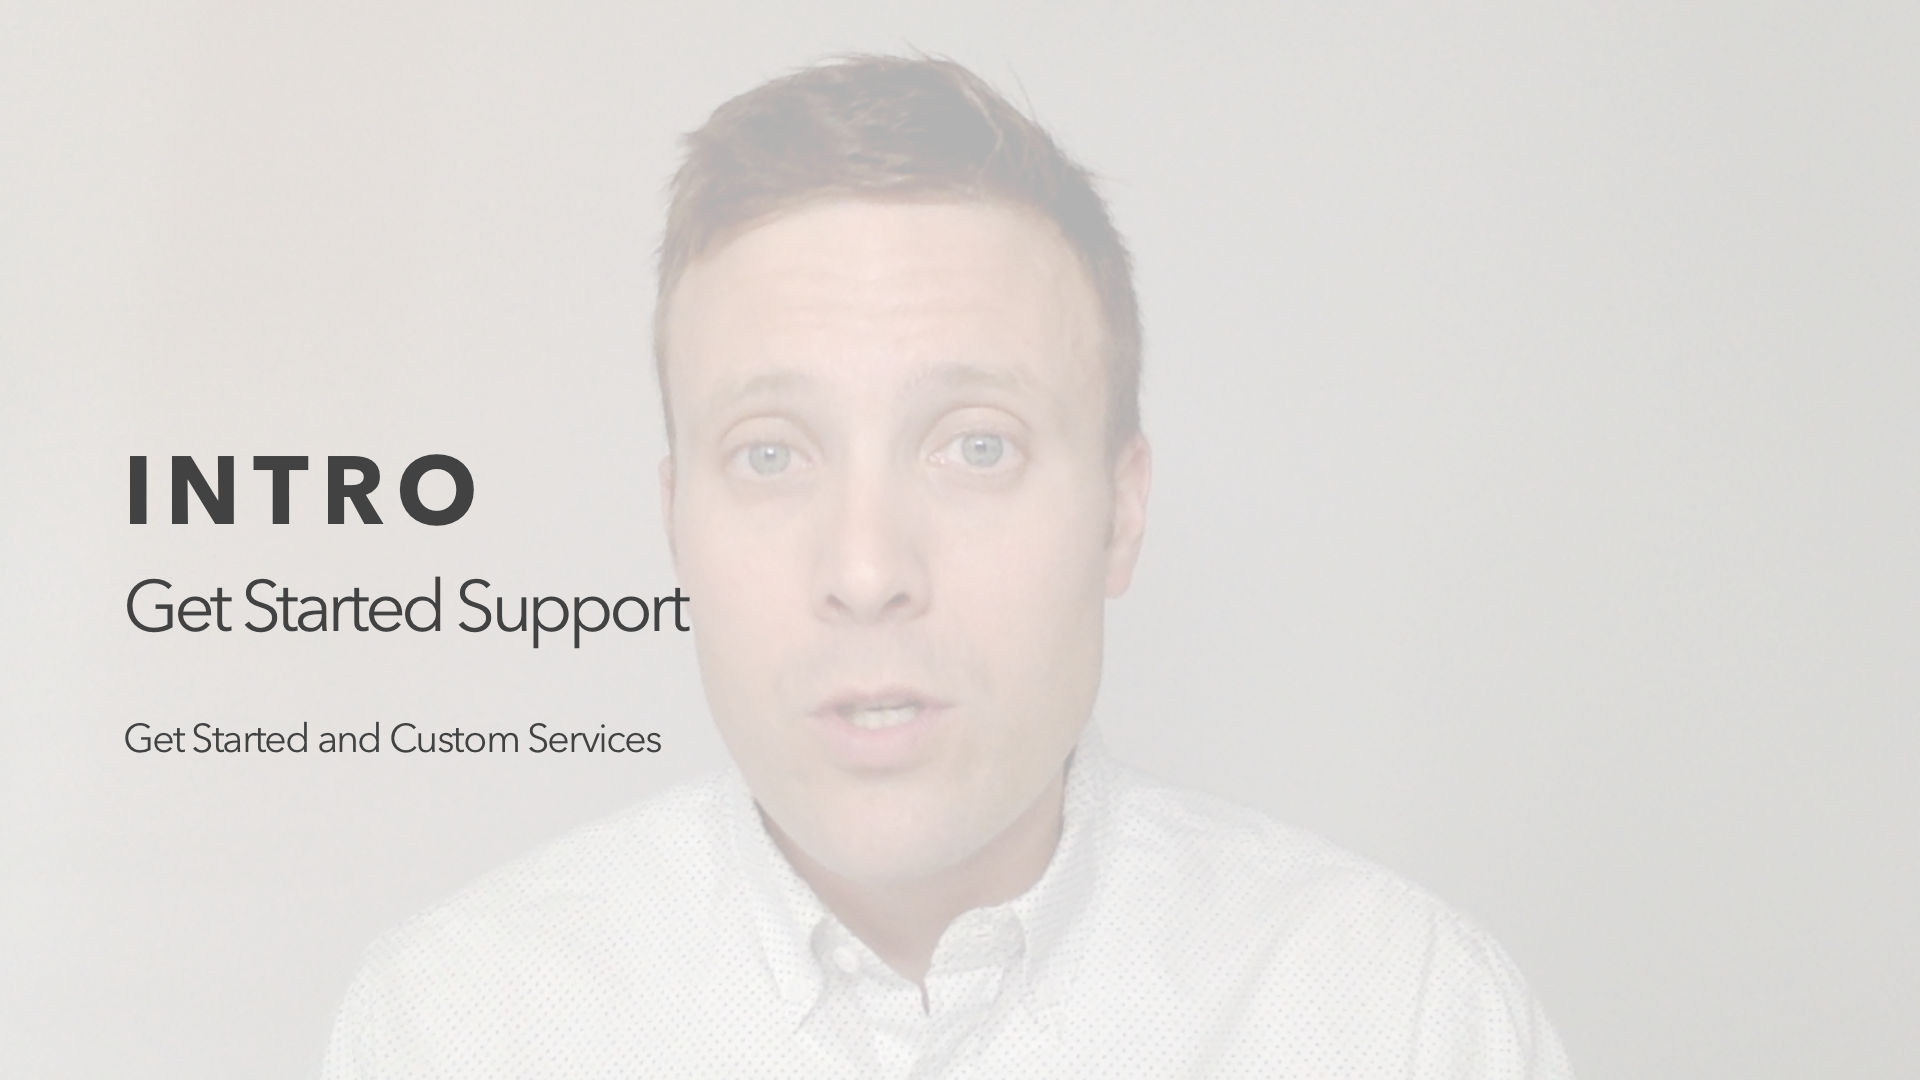 INTRO
Get Started Support
Get Started and Custom Services